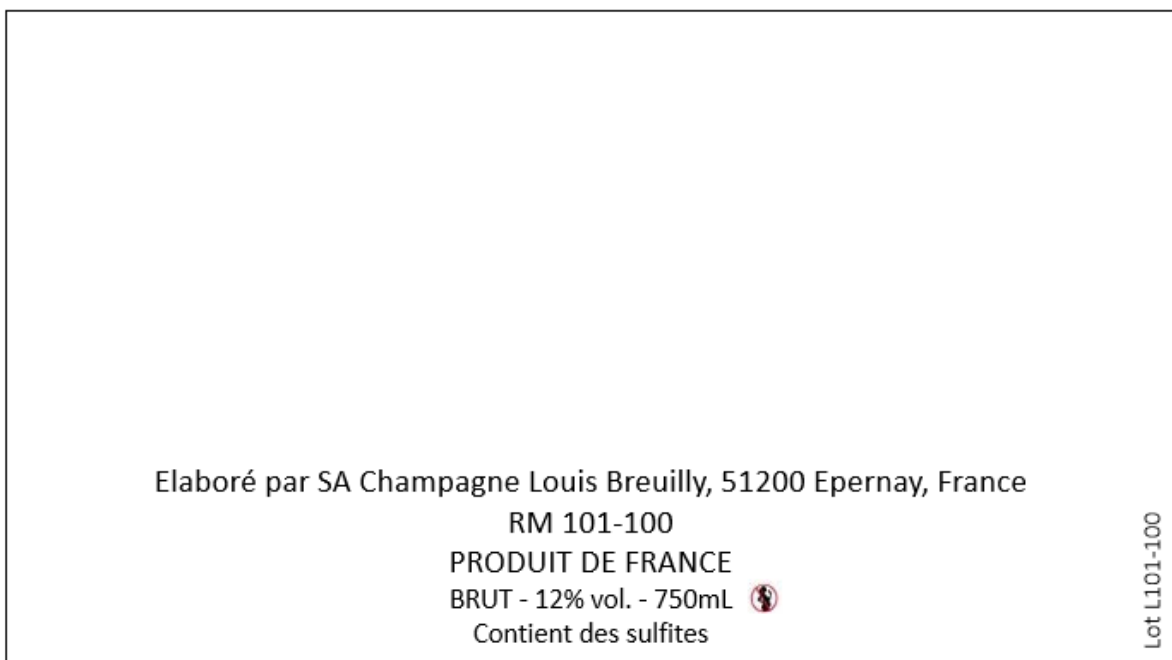 Elaboré par SA Champagne Louis Breuilly, 51200 Epernay, France
RM 101-100
PRODUIT DE FRANCE
BRUT - 12% vol. - 750mL
Contient des sulfites
Lot L101-100